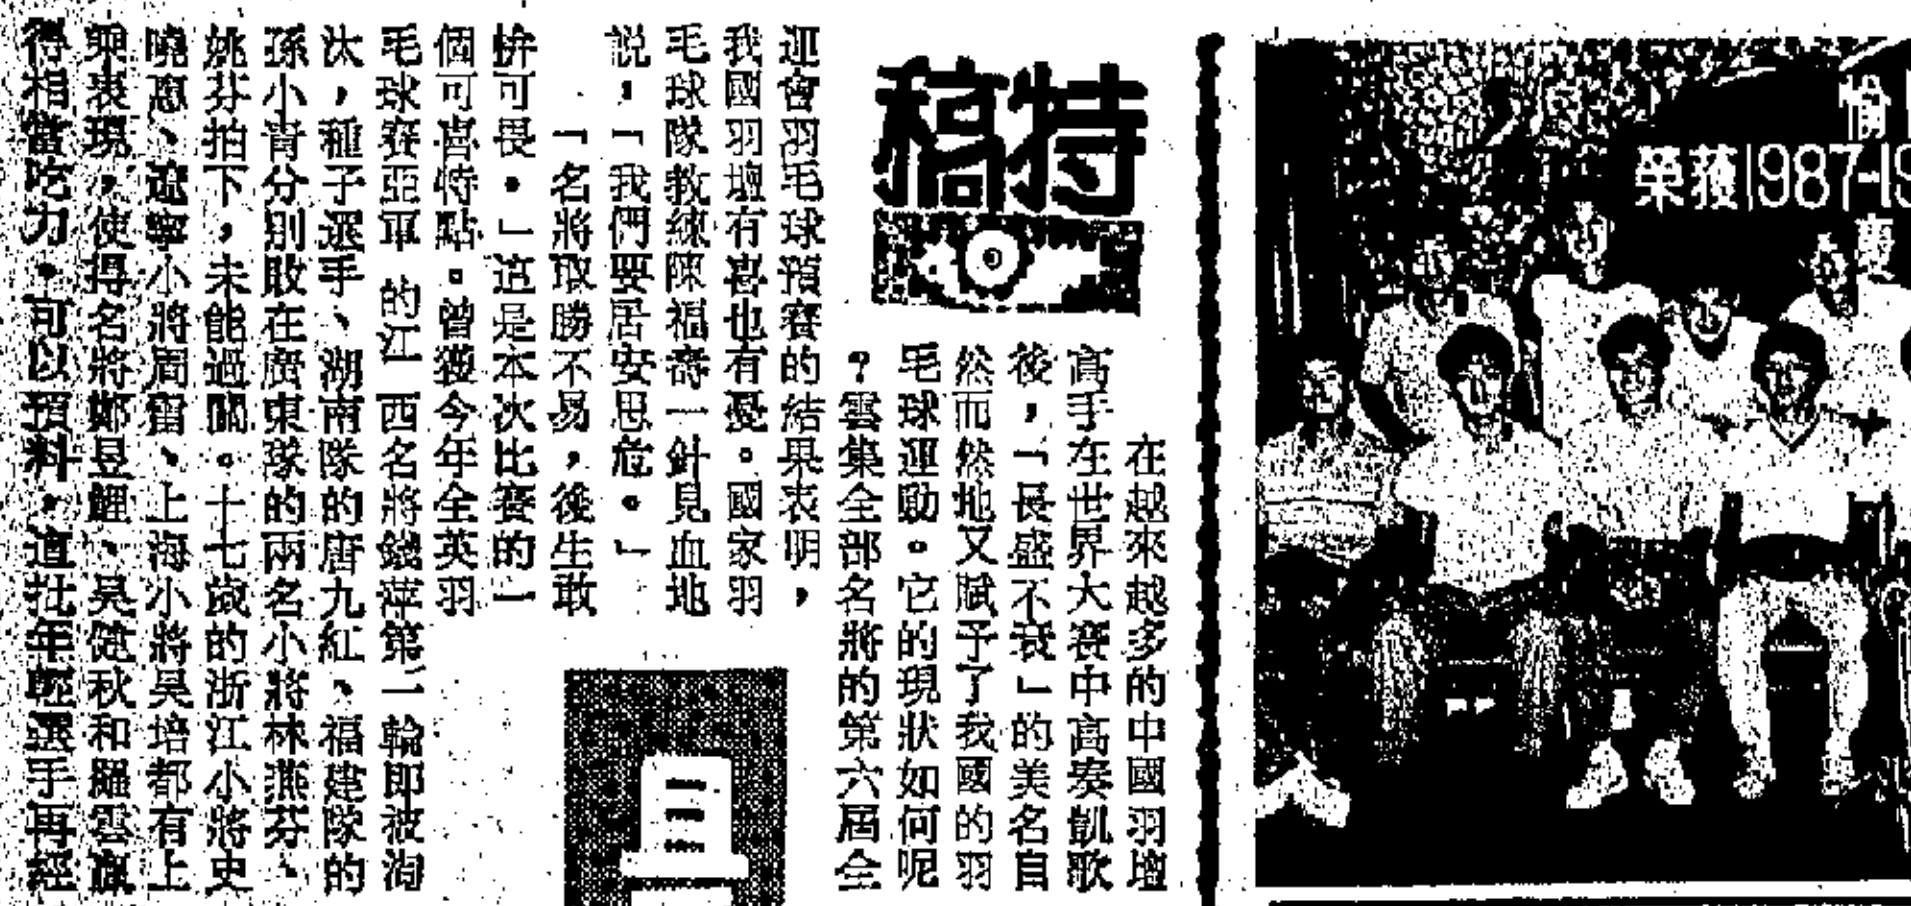 特稿
在越來越多的中國羽壇
高手在世界大賽中高奏凱歌
後，「長盛不衰」的美名自
然而然地又賦予了我國的羽
毛球運動。它的現狀如何呢
？雲集全部名將的第六屆全
運會羽毛球預賽的結果表明，
我國羽壇有喜也有憂。國家羽
毛球隊教練陳福壽一針見血地
説，「我們要居安思危。」
「名將取勝不易，後生敢
拚可畏。」這是本次比賽的一
個可喜特點。曾獲今年全英羽
毛球賽亞軍的江西名將錢萍第一輪即被淘
汰，種子選手、湖南隊的唐九紅、福建隊的
孫小青分別敗在廣東隊的兩名小將林燕芬、
姚芬拍下，未能過關。十七歲的浙江小將史
曉惠、遼寧小將周雷、上海小將吳培都有上
乘表現，使得名將鄭昱鯉、吳健秋和羅雲贏
得相當吃力。可以預料，這批年輕選手再經
榮獲1987-19